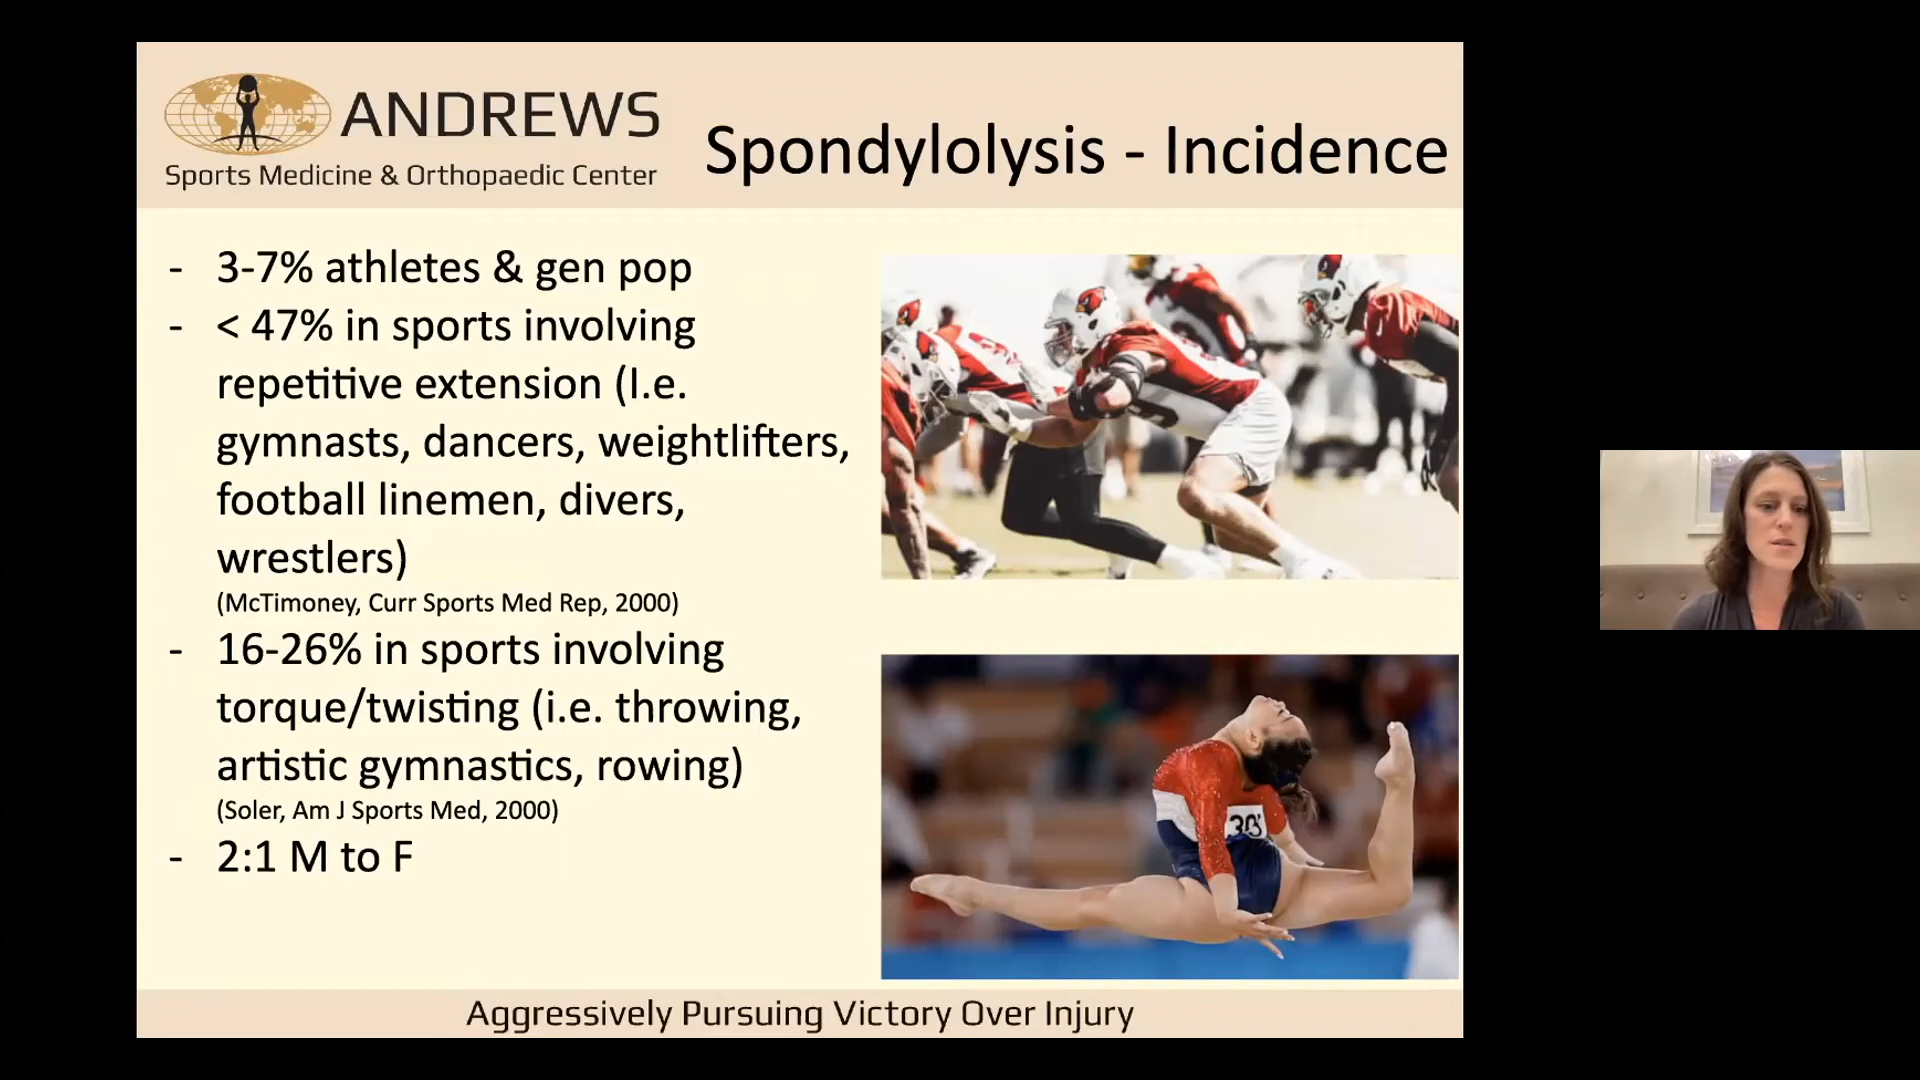 ANDREWS
Sports Medicine & Orthopaedic Center
Spondylolysis - Incidence
- 3-7% athletes & gen pop
- < 47% in sports involving
repetitive extension (I.e.
gymnasts, dancers, weightlifters,
football linemen, divers,
wrestlers)
(McTimoney, Curr Sports Med Rep, 2000)
- 16-26% in sports involving
torque/twisting (i.e. throwing,
artistic gymnastics, rowing)
(Soler, Am J Sports Med, 2000)
- 2:1 M to F
Aggressively Pursuing Victory Over Injury